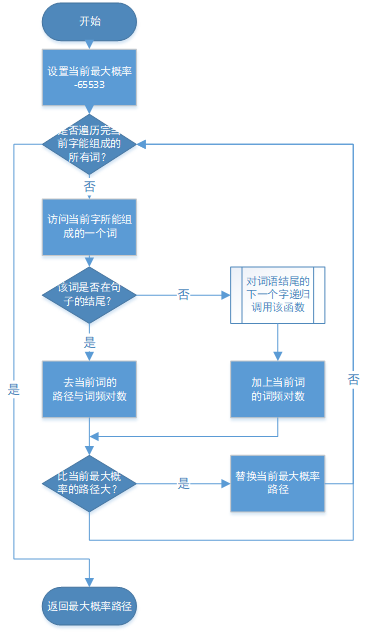 开始
设置当前最大概率
-65533
是否遍历完当
前字能组成的
所有词?
否
访问当前字所能组
成的一个词
该词是否在句
子的结尾?
否
对词语结尾的
下一个字递归
调用该函数
是
是
去当前词的
路径与词频对数
加上当前词
的词频对数
否
比当前最大概
率的路径大?
是
替换当前最大概率
路径
返回最大概率路径